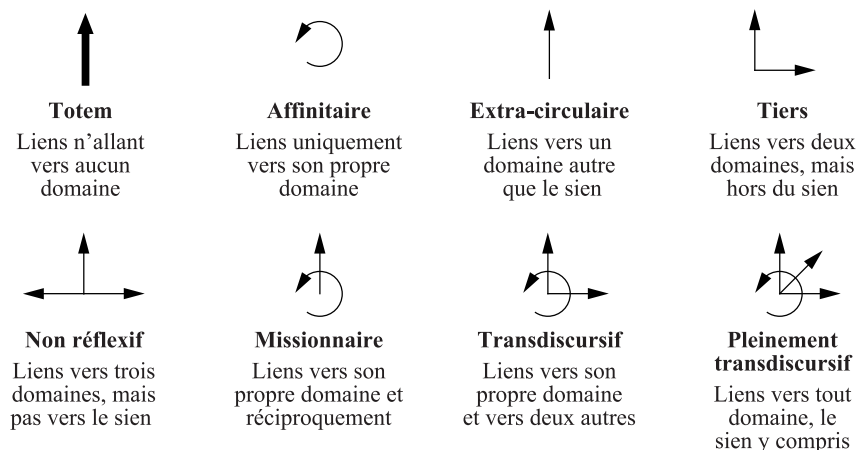 Totem
Liens n'allant
vers aucun
domaine
Affinitaire
Liens uniquement
vers son propre
domaine
Extra-circulaire
Liens vers un
domaine autre
que le sien
Tiers
Liens vers deux
domaines, mais
hors du sien
Non réflexif
Liens vers trois
domaines, mais
pas vers le sien
Missionnaire
Liens vers son
propre domaine et
réciproquement
Transdiscursif
Liens vers son
propre domaine
et vers deux autres
Pleinement
transdiscursif
Liens vers tout
domaine, le
sien y compris